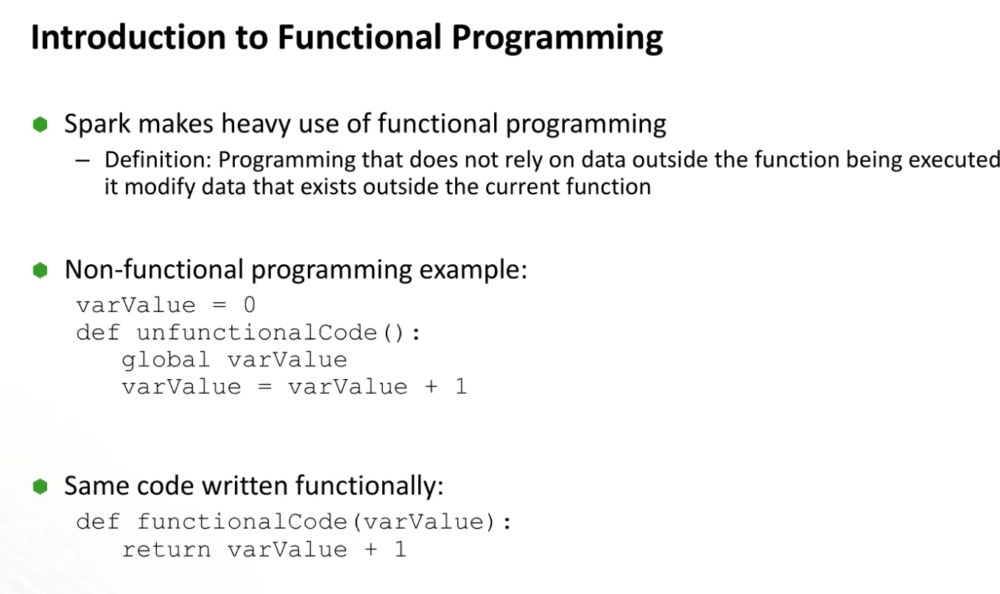 Introduction to Functional Programming
Spark makes heavy use of functional programming
– Definition: Programming that does not rely on data outside the function being executed
it modify data that exists outside the current function
Non-functional programming example:
varValue = 0
def unfunctionalCode():
   global varValue
   varValue = varValue + 1
Same code written functionally:
def functionalCode(varValue):
   return varValue + 1